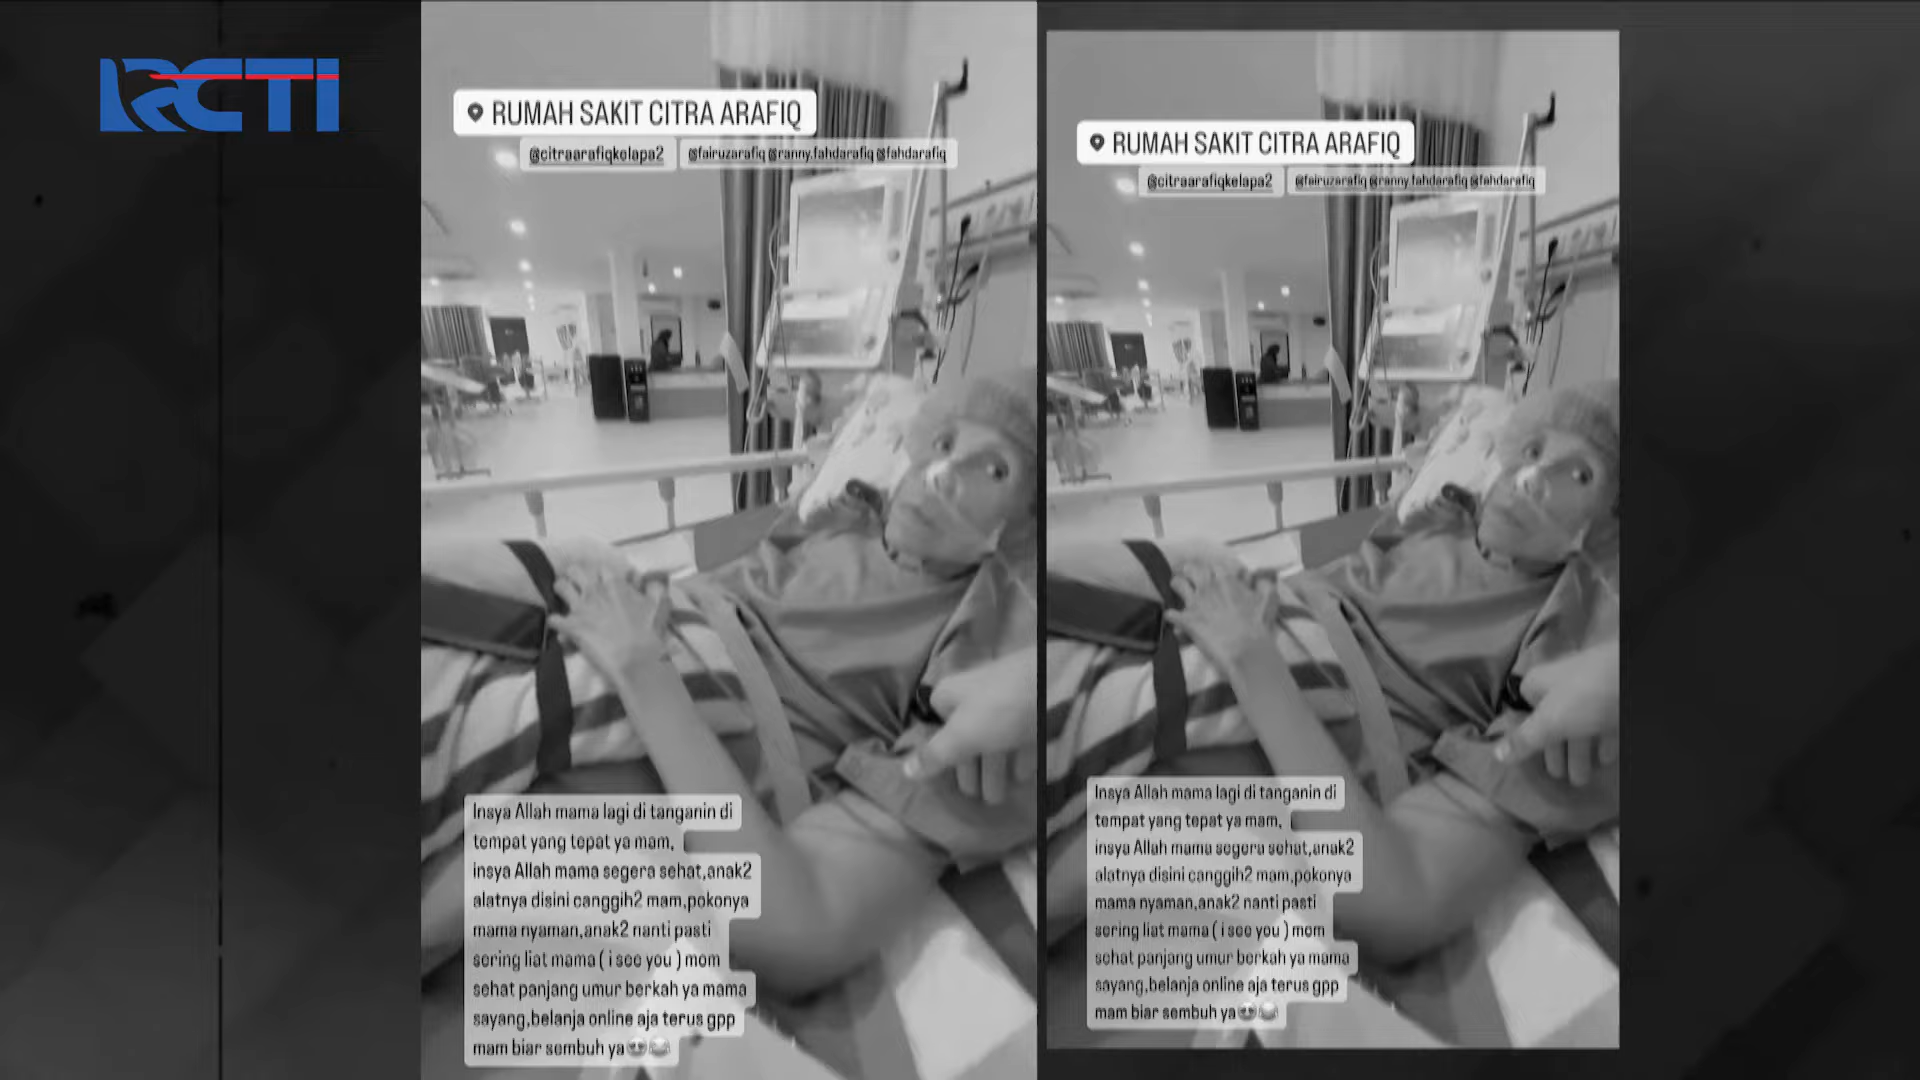 RCTI
RUMAH SAKIT CITRA ARAFIQ
@citraarafiqkelapa2 @fairuzarafiq @ranny.fahdarafiq @fahdarafiq
Insya Allah mama lagi di tanganin di
tempat yang tepat ya mam,
insya Allah mama segera sehat,anak2
alatnya disini canggih2 mam,pokonya
mama nyaman,anak2 nanti pasti
sering liat mama ( i see you ) mom
sehat panjang umur berkah ya mama
sayang,belanja online aja terus gpp
mam biar sembuh ya😍😂
RUMAH SAKIT CITRA ARAFIQ
@citraarafiqkelapa2 @fairuzarafiq @ranny.fahdarafiq @fahdarafiq
Insya Allah mama lagi di tanganin di
tempat yang tepat ya mam,
insya Allah mama segera sehat,anak2
alatnya disini canggih2 mam,pokonya
mama nyaman,anak2 nanti pasti
sering liat mama ( i see you ) mom
sehat panjang umur berkah ya mama
sayang,belanja online aja terus gpp
mam biar sembuh ya😍😂